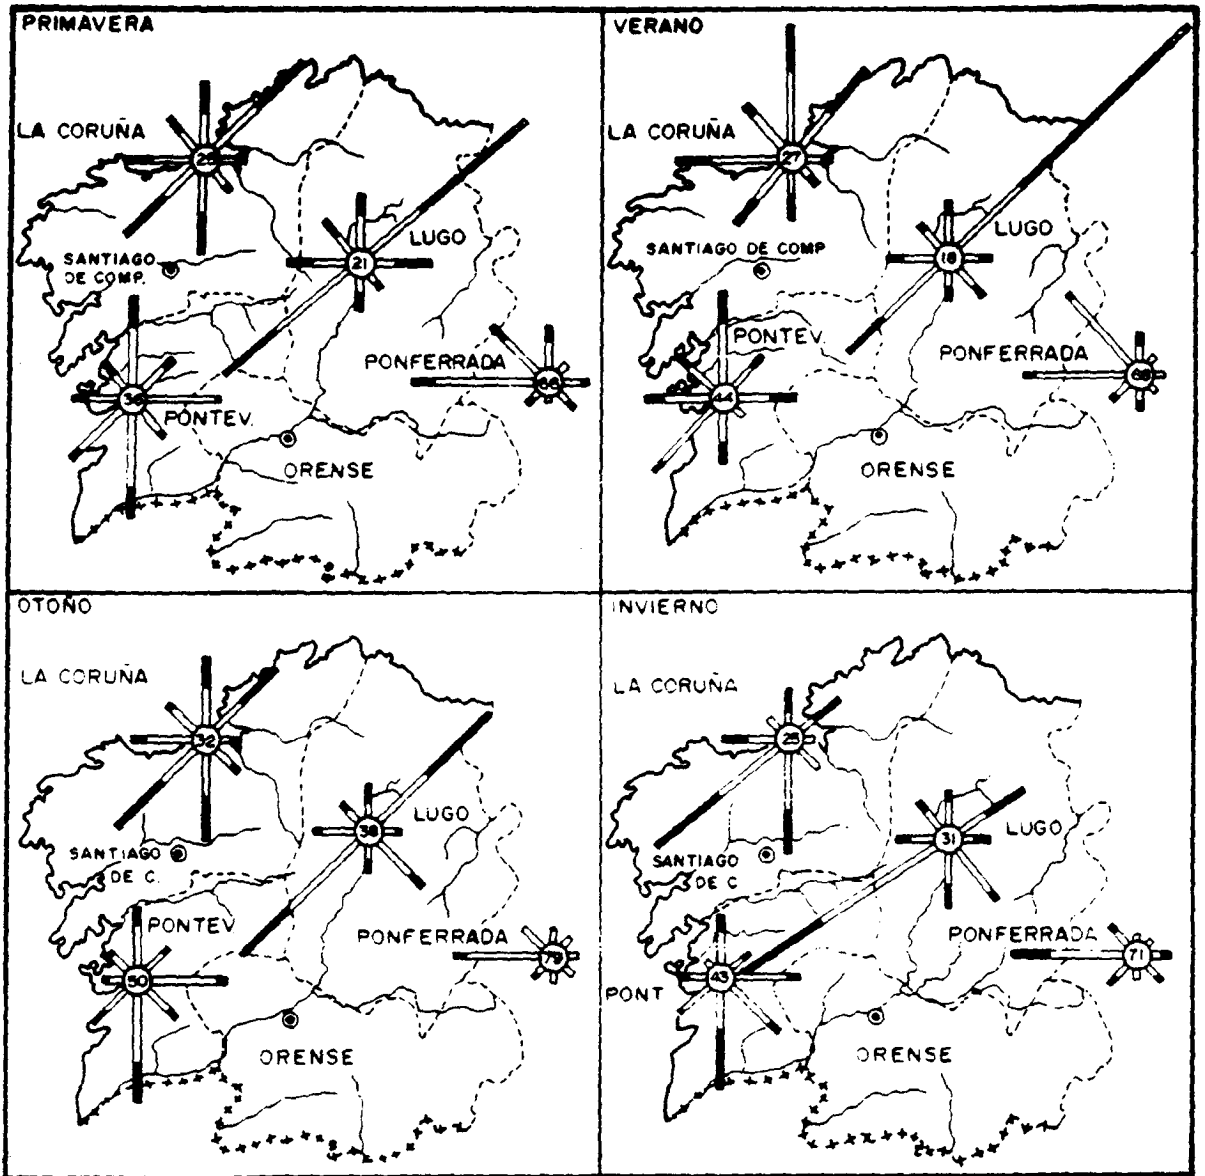 PRIMAVERA
LA CORUÑA
LUGO
21
SANTIAGO
DE COMP.
PONFERRADA
66
36
PONTEV.
ORENSE
VERANO
LA CORUÑA
27
LUGO
18
SANTIAGO DE COMP
PONTEV.
PONFERRADA
68
44
ORENSE
OTOÑO
LA CORUÑA
32
LUGO
38
SANTIAGO
DE C.
PONTEV
PONFERRADA
79
50
ORENSE
INVIERNO
LA CORUÑA
25
LUGO
31
SANTIAGO
DE C
PONFERRADA
71
43
PONT
ORENSE